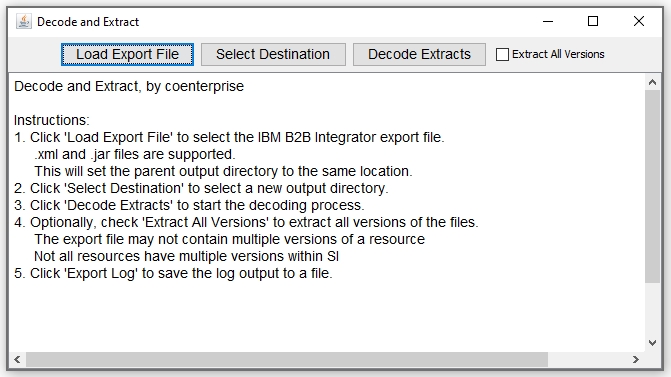 Decode and Extract
Load Export File Select Destination Decode Extracts Extract All Versions
Decode and Extract, by coenterprise
Instructions:
1. Click 'Load Export File' to select the IBM B2B Integrator export file.
.xml and .jar files are supported.
This will set the parent output directory to the same location.
2. Click 'Select Destination' to select a new output directory.
3. Click 'Decode Extracts' to start the decoding process.
4. Optionally, check 'Extract All Versions' to extract all versions of the files.
The export file may not contain multiple versions of a resource
Not all resources have multiple versions within SI
5. Click 'Export Log' to save the log output to a file.